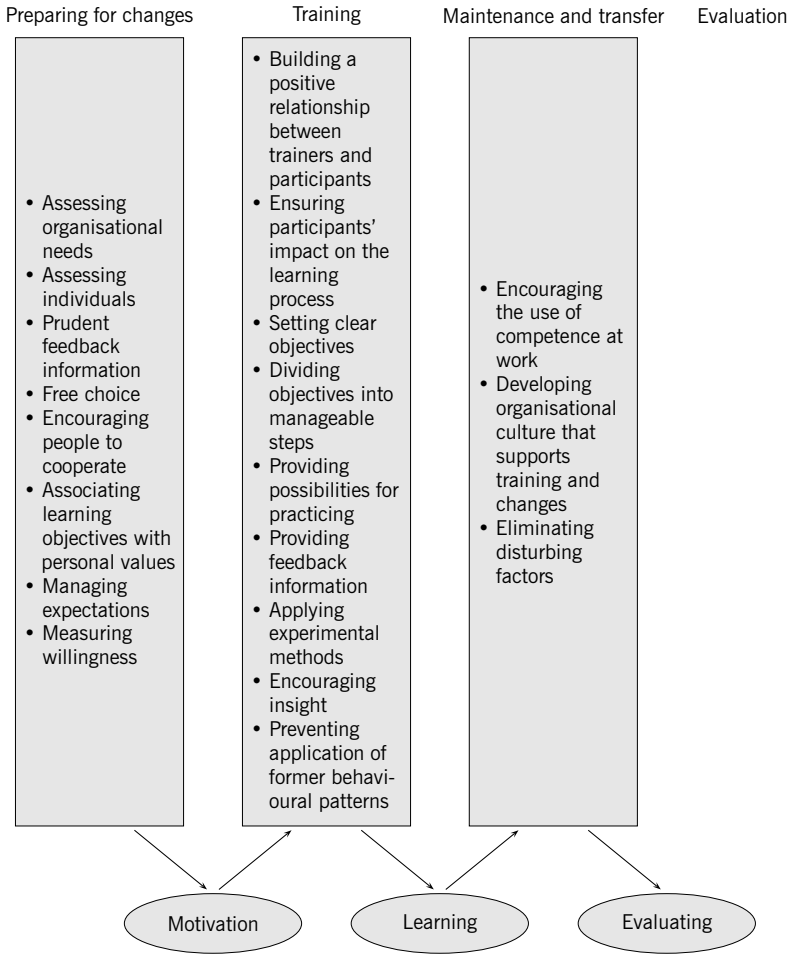 Preparing for changes
Training
Maintenance and transfer
Evaluation
• Assessing
organisational
needs
• Assessing
individuals
• Prudent
feedback
information
• Free choice
• Encouraging
people to
cooperate
• Associating
learning
objectives with
personal values
• Managing
expectations
• Measuring
willingness
• Building a
positive
relationship
between
trainers and
participants
• Ensuring
participants'
impact on the
learning
process
• Setting clear
objectives
• Dividing
objectives into
manageable
steps
• Providing
possibilities for
practicing
• Providing
feedback
information
• Applying
experimental
methods
• Encouraging
insight
• Preventing
application of
former behavi-
oural patterns
• Encouraging
the use of
competence at
work
• Developing
organisational
culture that
supports
training and
changes
• Eliminating
disturbing
factors
Motivation
Learning
Evaluating